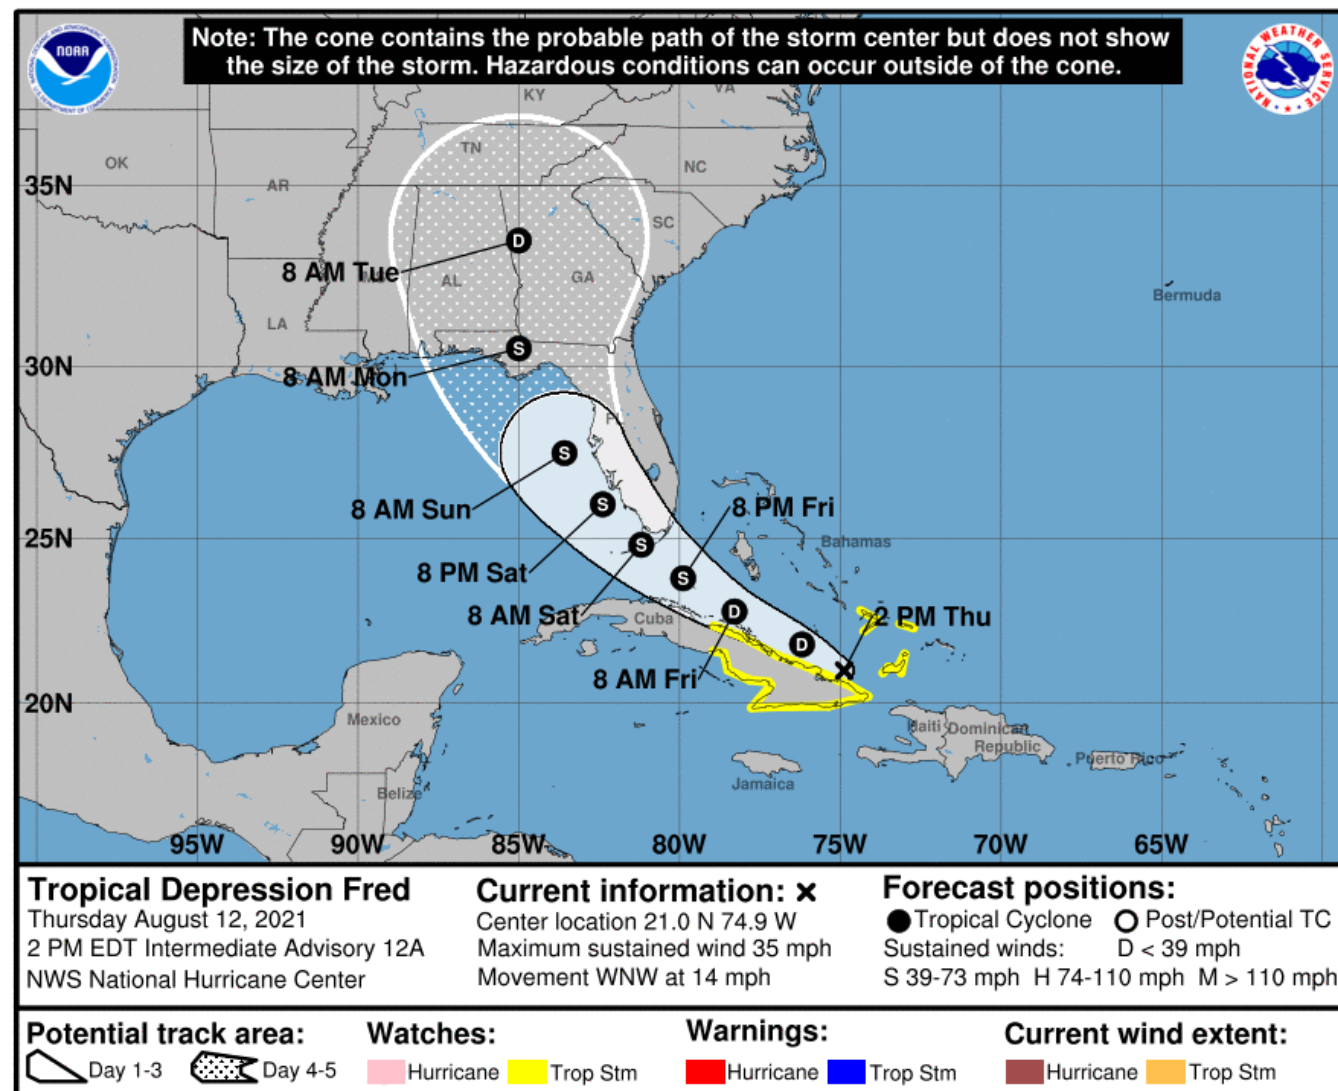 Note: The cone contains the probable path of the storm center but does not show
the size of the storm. Hazardous conditions can occur outside of the cone.
NOAA
NATIONAL WEATHER SERVICE
KY
VA
OK
TN
NC
AR
35N
SC
8 AM Tue
AL
GA
Bermuda
LA
30N
8 AM Mon
FL
8 AM Sun
8 PM Fri
25N
Bahamas
8 PM Sat
8 AM Sat
Cuba
2 PM Thu
8 AM Fri
20N
Mexico
Haiti
Dominican
Republic
Puerto Rico
Jamaica
Belize
95W 90W 85W 80W 75W 70W 65W
S
D
S
S
S
S
D
D
Tropical Depression Fred
Thursday August 12, 2021
2 PM EDT Intermediate Advisory 12A
NWS National Hurricane Center
Current information: x
Center location 21.0 N 74.9 W
Maximum sustained wind 35 mph
Movement WNW at 14 mph
Forecast positions:
Tropical Cyclone Post/Potential TC
Sustained winds: D < 39 mph
S 39-73 mph H 74-110 mph M > 110 mph
Potential track area:
Day 1-3 Day 4-5
Watches:
Hurricane Trop Stm
Warnings:
Hurricane Trop Stm
Current wind extent:
Hurricane Trop Stm